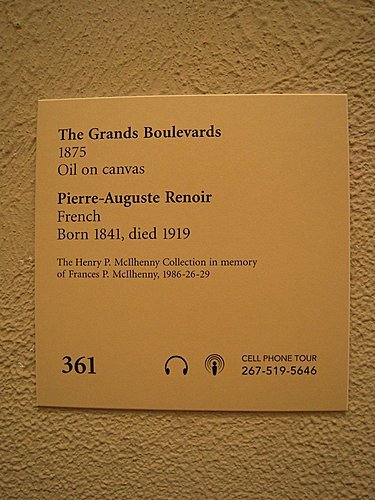 The Grands Boulevards
1875
Oil on canvas
Pierre-Auguste Renoir
French
Born 1841, died 1919
The Henry P. McIlhenny Collection in memory
of Frances P. McIlhenny, 1986-26-29
361
CELL PHONE TOUR
267-519-5646